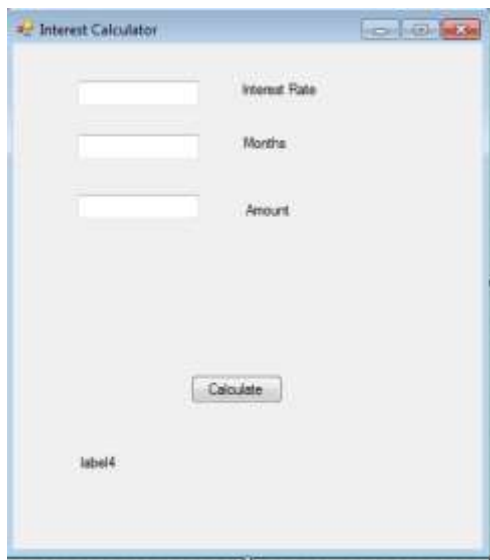 Interest Calculator
Interest Rate
Months
Amount
Calculate
label4